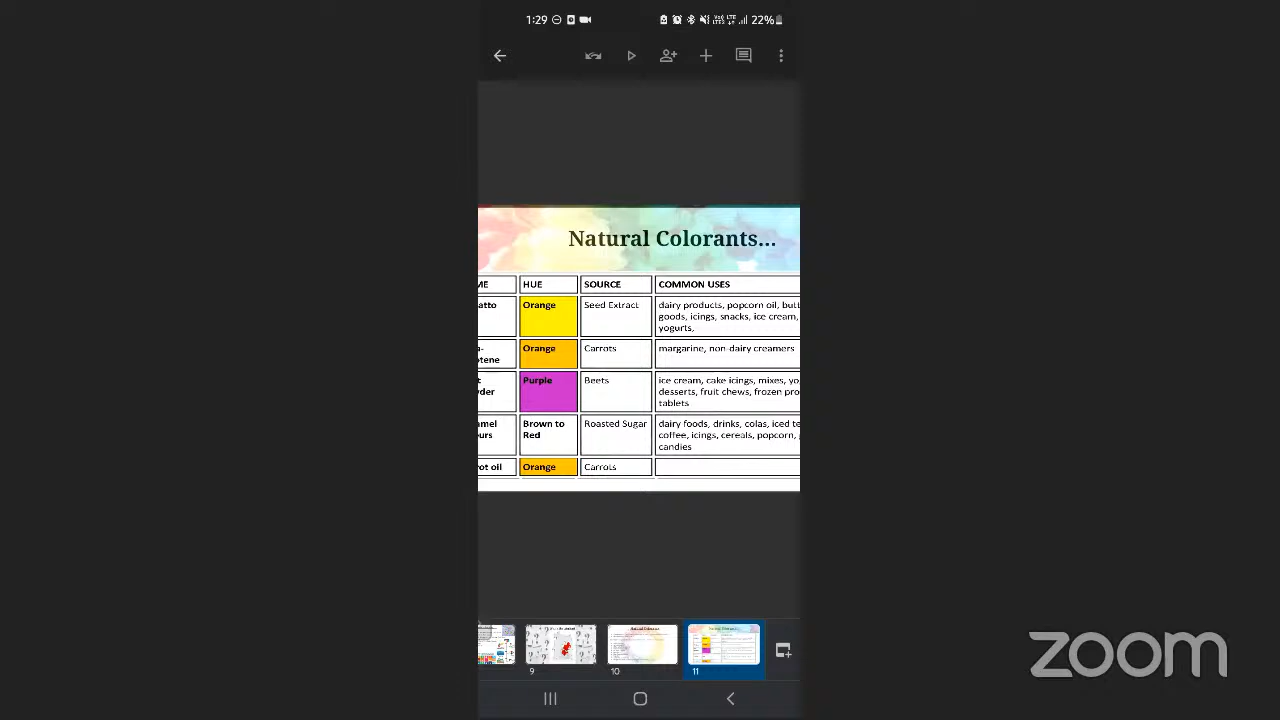 1:29
22%
Natural Colorants...
HUE
SOURCE
COMMON USES
Orange
Seed Extract
dairy products, popcorn oil,
goods, icings, snacks, ice cream,
yogurts,
Orange
Carrots
margarine, non-dairy creamers
Purple
Beets
ice cream, cake icings, mixes,
desserts, fruit chews, frozen
tablets
Brown to
Red
Roasted Sugar
dairy foods, drinks, colas, iced
coffee, icings, cereals, popcorn,
candies
oil
Orange
Carrots
9
10
11
zoom